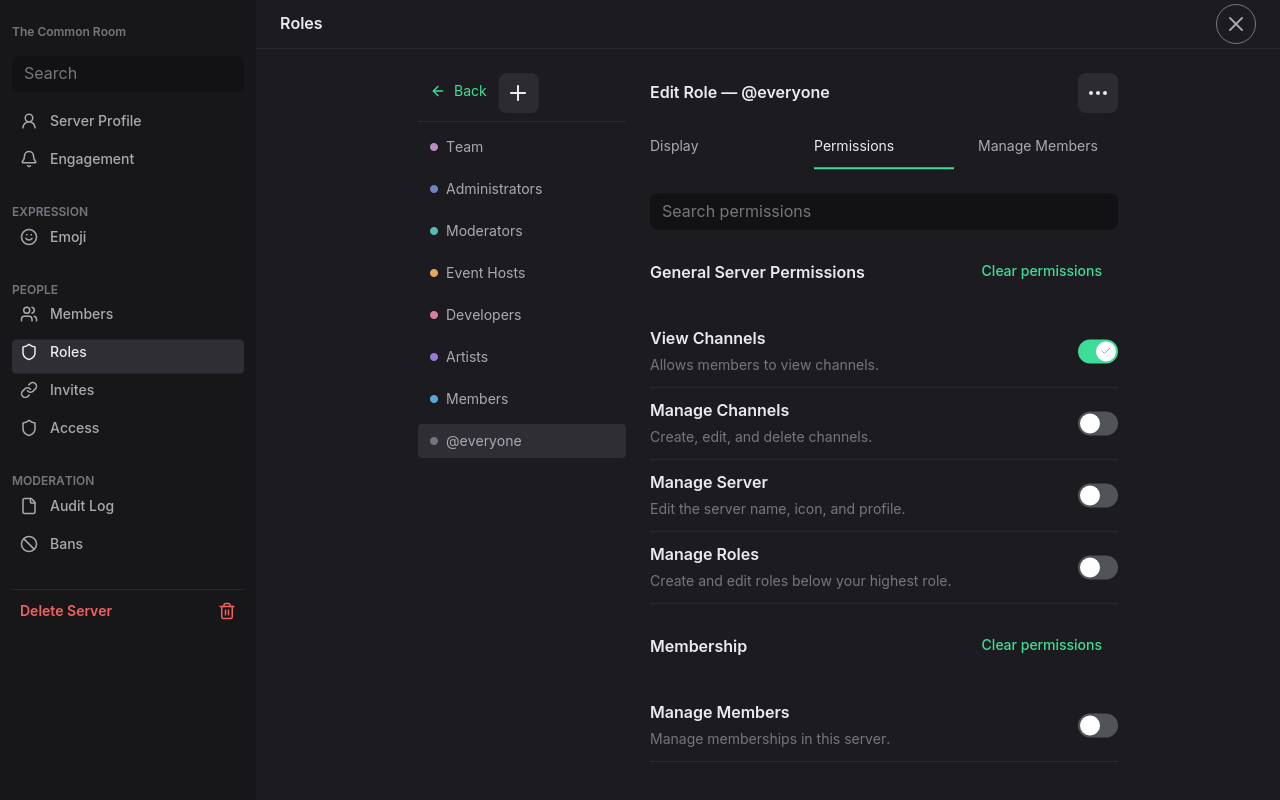 The Common Room
Search
Server Profile
Engagement
EXPRESSION
Emoji
PEOPLE
Members
Roles
Invites
Access
MODERATION
Audit Log
Bans
Delete Server
Roles
Back
Team
Administrators
Moderators
Event Hosts
Developers
Artists
Members
@everyone
Edit Role — @everyone
Display
Permissions
Manage Members
Search permissions
General Server Permissions
Clear permissions
View Channels
Allows members to view channels.
Manage Channels
Create, edit, and delete channels.
Manage Server
Edit the server name, icon, and profile.
Manage Roles
Create and edit roles below your highest role.
Membership
Clear permissions
Manage Members
Manage memberships in this server.